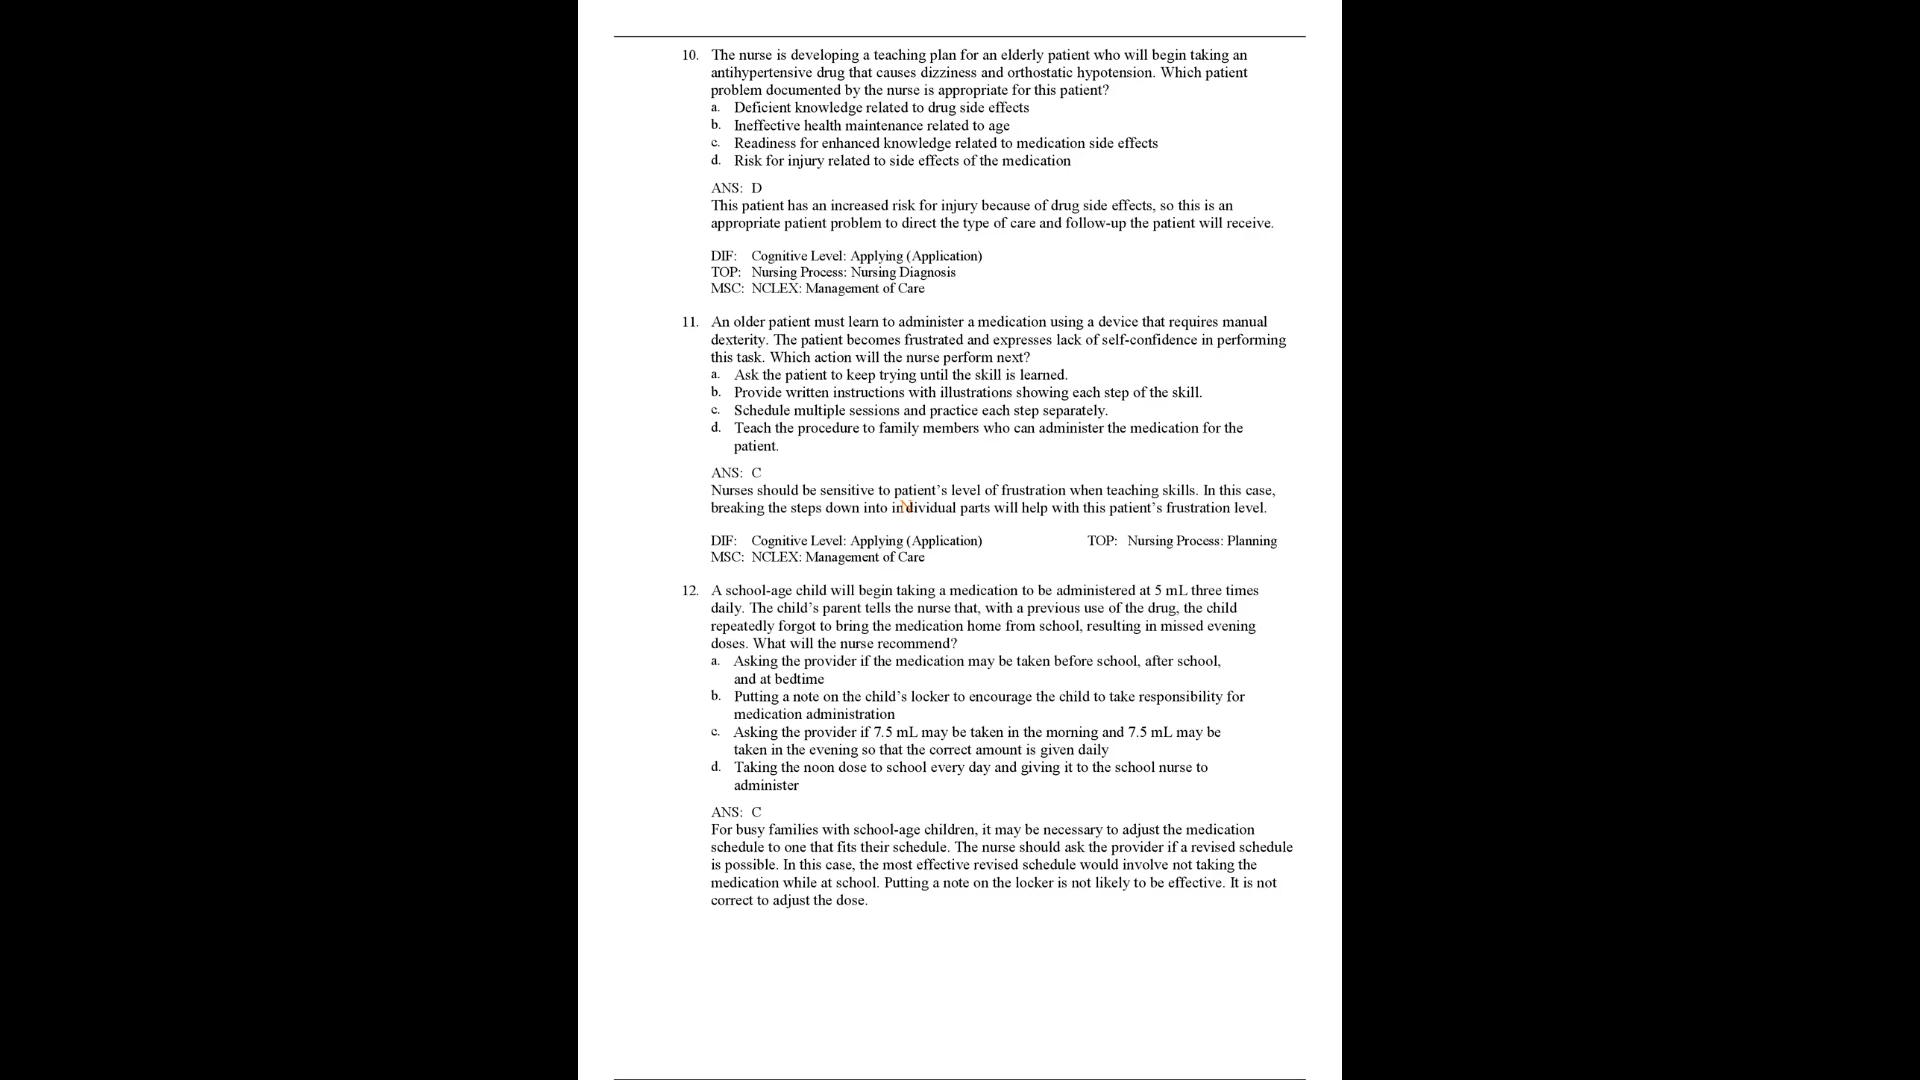 10. The nurse is developing a teaching plan for an elderly patient who will begin taking an
antihypertensive drug that causes dizziness and orthostatic hypotension. Which patient
problem documented by the nurse is appropriate for this patient?
a. Deficient knowledge related to drug side effects
b. Ineffective health maintenance related to age
c. Readiness for enhanced knowledge related to medication side effects
d. Risk for injury related to side effects of the medication
ANS: D
This patient has an increased risk for injury because of drug side effects, so this is an
appropriate patient problem to direct the type of care and follow-up the patient will receive.
DIF: Cognitive Level: Applying (Application)
TOP: Nursing Process: Nursing Diagnosis
MSC: NCLEX: Management of Care
11. An older patient must learn to administer a medication using a device that requires manual
dexterity. The patient becomes frustrated and expresses lack of self-confidence in performing
this task. Which action will the nurse perform next?
a. Ask the patient to keep trying until the skill is learned.
b. Provide written instructions with illustrations showing each step of the skill.
c. Schedule multiple sessions and practice each step separately.
d. Teach the procedure to family members who can administer the medication for the
patient.
ANS: C
Nurses should be sensitive to patient’s level of frustration when teaching skills. In this case,
breaking the steps down into individual parts will help with this patient’s frustration level.
N
DIF: Cognitive Level: Applying (Application) TOP: Nursing Process: Planning
MSC: NCLEX: Management of Care
12. A school-age child will begin taking a medication to be administered at 5 mL three times
daily. The child’s parent tells the nurse that, with a previous use of the drug, the child
repeatedly forgot to bring the medication home from school, resulting in missed evening
doses. What will the nurse recommend?
a. Asking the provider if the medication may be taken before school, after school,
and at bedtime
b. Putting a note on the child’s locker to encourage the child to take responsibility for
medication administration
c. Asking the provider if 7.5 mL may be taken in the morning and 7.5 mL may be
taken in the evening so that the correct amount is given daily
d. Taking the noon dose to school every day and giving it to the school nurse to
administer
ANS: C
For busy families with school-age children, it may be necessary to adjust the medication
schedule to one that fits their schedule. The nurse should ask the provider if a revised schedule
is possible. In this case, the most effective revised schedule would involve not taking the
medication while at school. Putting a note on the locker is not likely to be effective. It is not
correct to adjust the dose.